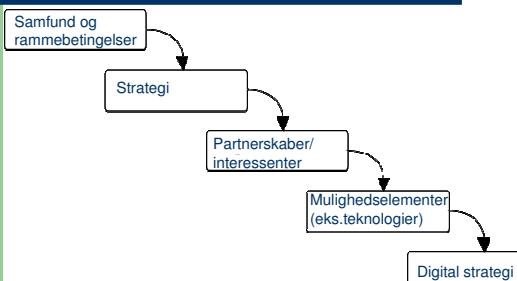 Samfund og
rammebetingelser
Strategi
Partnerskaber/
interessenter
Mulighedselementer
(eks.teknologier)
Digital strategi